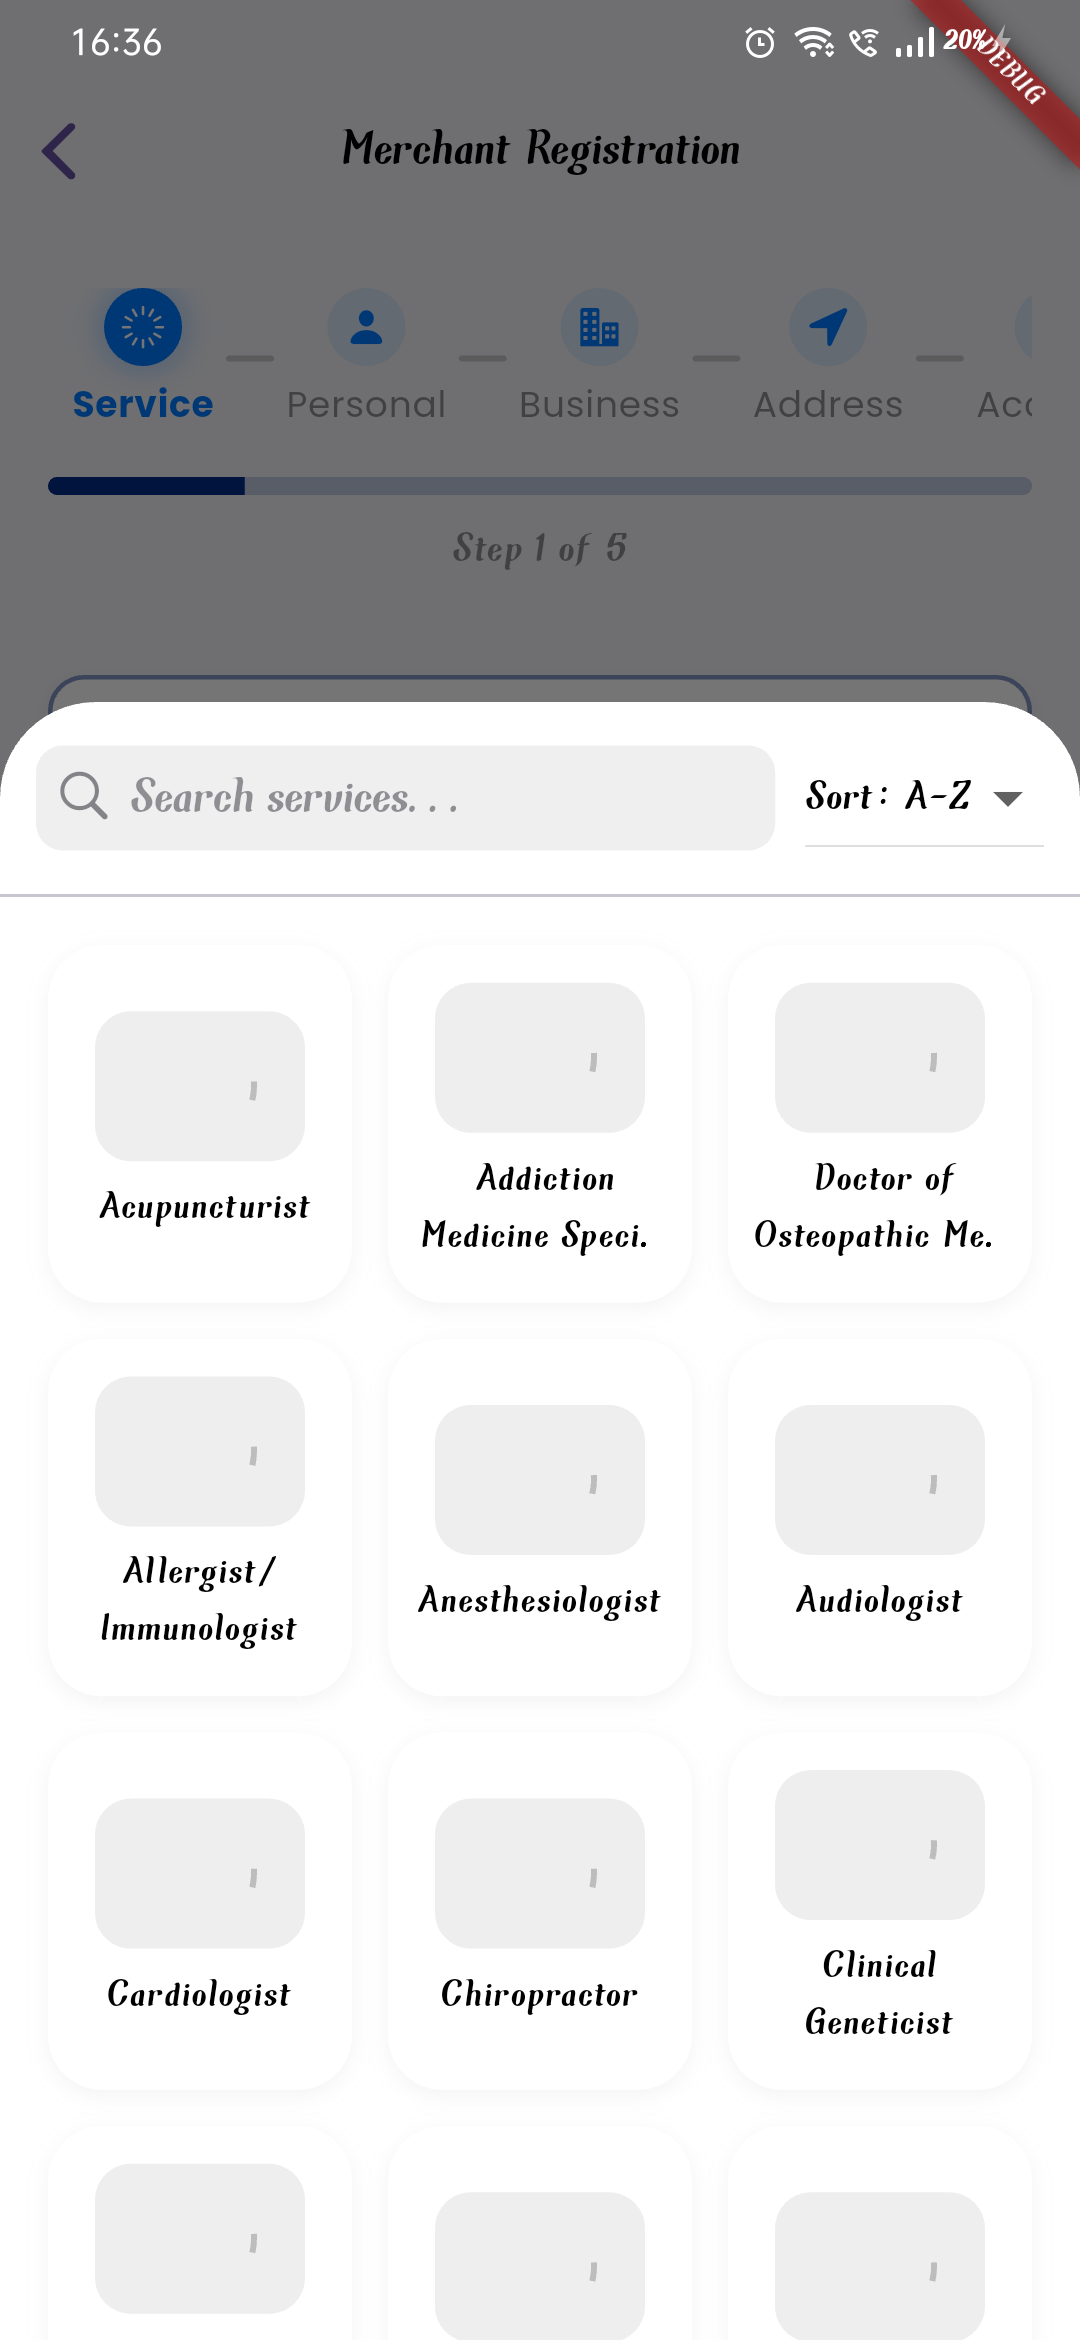 16:36
20%
DEBUG
Merchant Registration
Service Personal Business Address Acc
Step 1 of 5
Search services. . .
Sort: A-Z
Acupuncturist
Addiction
Medicine Speci.
Doctor of
Osteopathic Me.
Allergist/
Immunologist
Anesthesiologist
Audiologist
Cardiologist
Chiropractor
Clinical
Geneticist